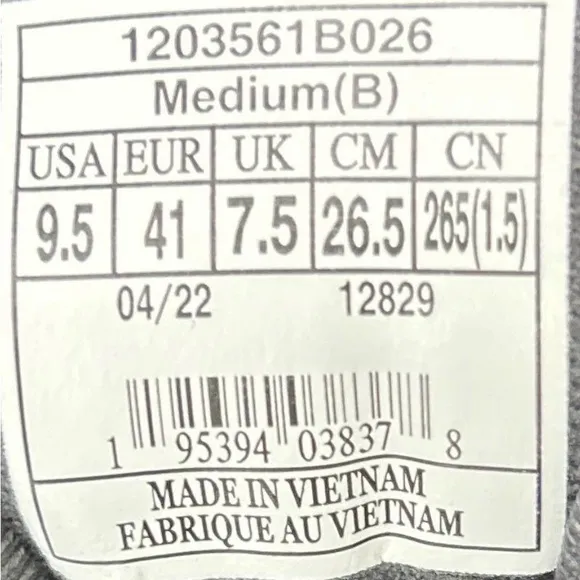 1203561B026
Medium(B)
USA EUR UK CM CN
9.5 41 7.5 26.5 265(1.5)
04/22 12829
1 95394 03837 8
MADE IN VIETNAM
FABRIQUE AU VIETNAM